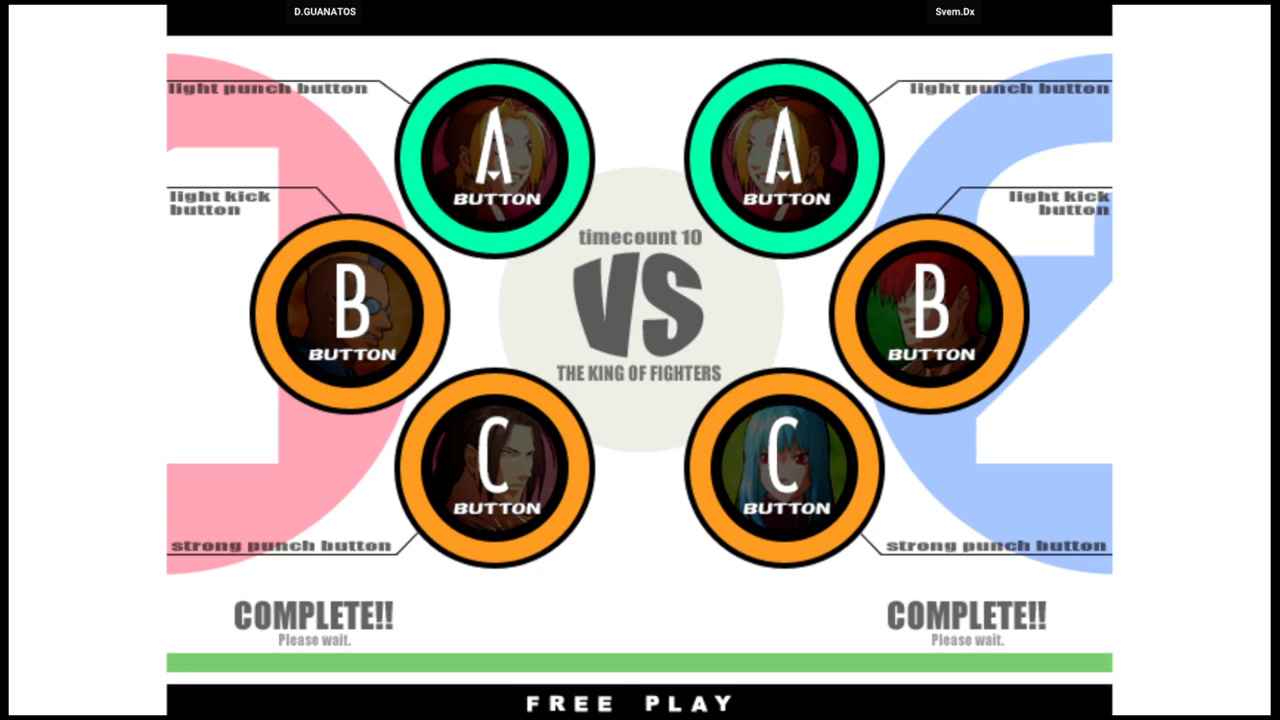 D.GUANATOS
Svem.Dx
light punch button
light punch button
A
BUTTON
A
BUTTON
light kick
button
light kick
button
timecount 10
VS
THE KING OF FIGHTERS
B
BUTTON
B
BUTTON
C
BUTTON
C
BUTTON
strong punch button
strong punch button
COMPLETE!!
Please wait.
COMPLETE!!
Please wait.
FREE PLAY
1
2